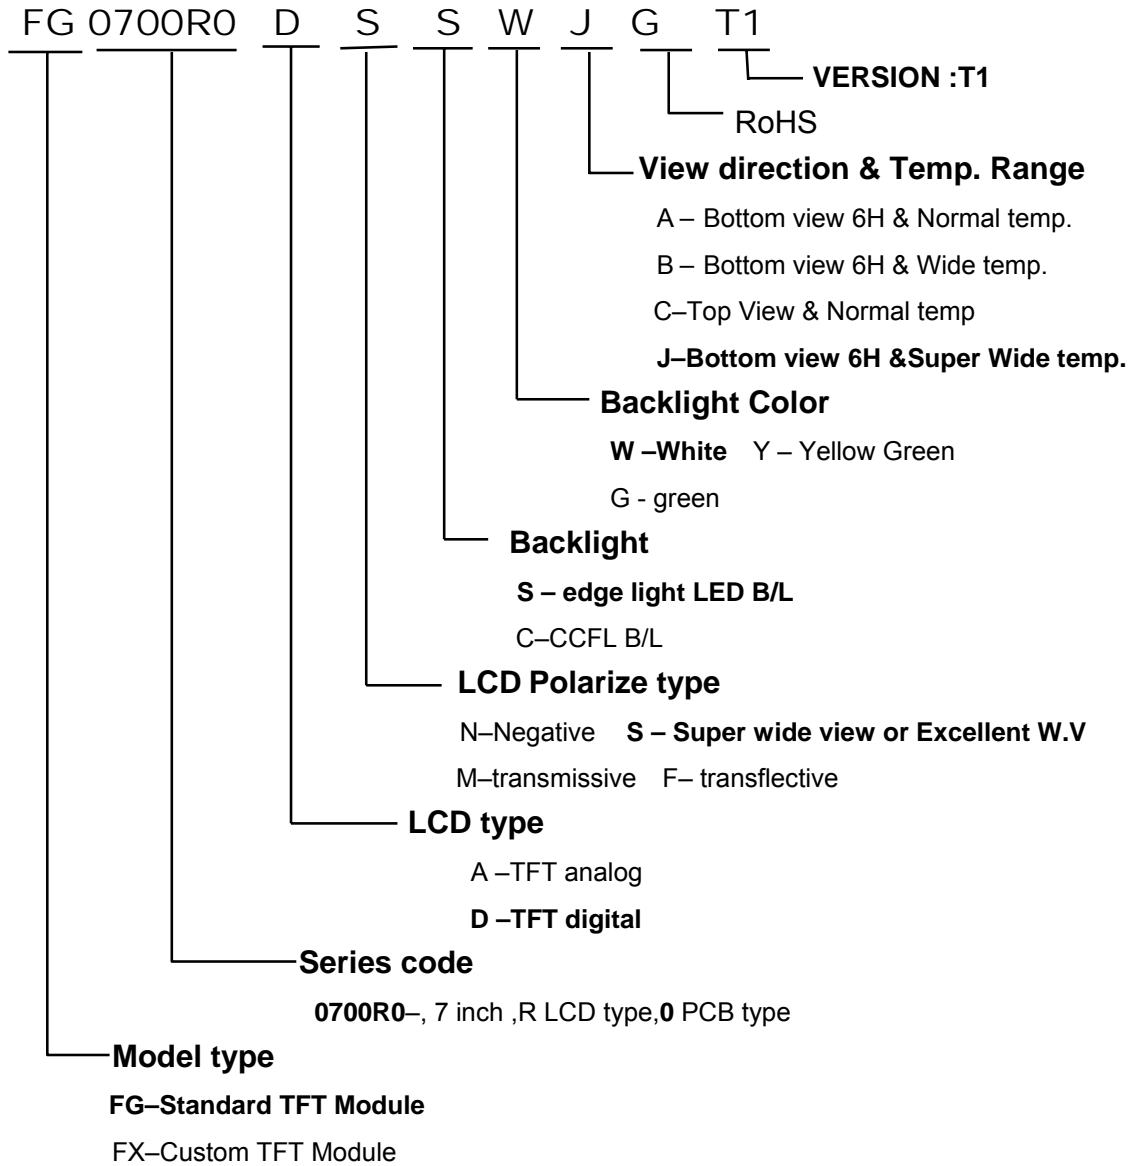 FG 0700R0 D S S W J G T1
VERSION :T1
RoHS
View direction & Temp. Range
A – Bottom view 6H & Normal temp.
B – Bottom view 6H & Wide temp.
C–Top View & Normal temp
J–Bottom view 6H &Super Wide temp.
Backlight Color
W –White Y – Yellow Green
G - green
Backlight
S – edge light LED B/L
C–CCFL B/L
LCD Polarize type
N–Negative S – Super wide view or Excellent W.V
M–transmissive F– transflective
LCD type
A –TFT analog
D –TFT digital
Series code
0700R0–, 7 inch ,R LCD type,0 PCB type
Model type
FG–Standard TFT Module
FX–Custom TFT Module